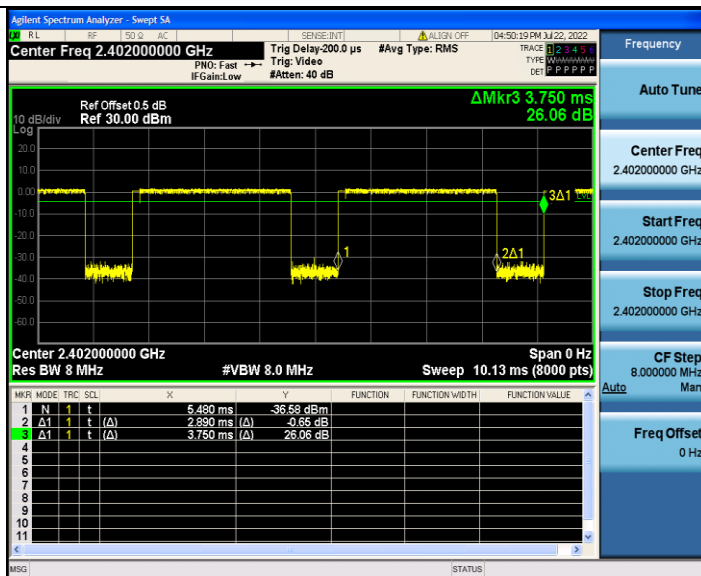 Agilent Spectrum Analyzer - Swept SA
LXI RL RF 50 Ω AC SENSE:INT ALIGN OFF 04:50:19 PM Jul 22, 2022
Center Freq 2.402000000 GHz
PNO: Fast
IFGain:Low
Trig Delay-200.0 µs
Trig: Video
#Atten: 40 dB
#Avg Type: RMS
TRACE 1 2 3 4 5 6
TYPE W
DET P P P P P P
Ref Offset 0.5 dB
Ref 30.00 dBm
10 dB/div
Log
ΔMkr3 3.750 ms
26.06 dB
20.0
10.0
0.00
-10.0
-20.0
-30.0
-40.0
-50.0
-60.0
3Δ1
1
2Δ1
Center 2.402000000 GHz Span 0 Hz
Res BW 8 MHz #VBW 8.0 MHz Sweep 10.13 ms (8000 pts)
MKR MODE TRC SCL X Y FUNCTION FUNCTION WIDTH FUNCTION VALUE
1 N 1 t 5.480 ms -36.58 dBm
2 Δ1 1 t (Δ) 2.890 ms (Δ) -0.65 dB
3 Δ1 1 t (Δ) 3.750 ms (Δ) 26.06 dB
4
5
6
7
8
9
10
11
MSG STATUS
Frequency
Auto Tune
Center Freq
2.402000000 GHz
Start Freq
2.402000000 GHz
Stop Freq
2.402000000 GHz
CF Step
8.000000 MHz
Auto Man
Freq Offset
0 Hz